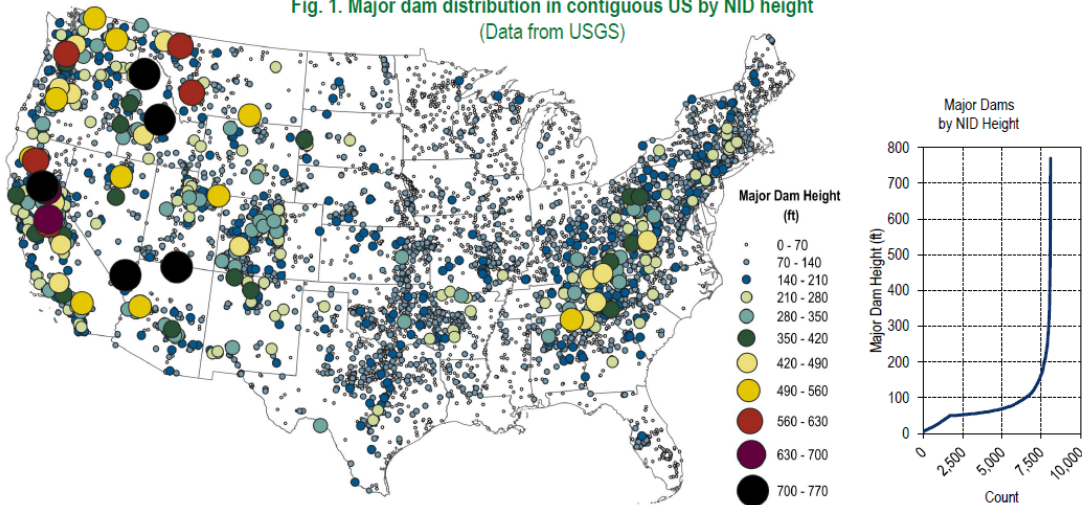 Fig. 1. Major dam distribution in contiguous US by NID height
(Data from USGS)
Major Dam Height
(ft)
0 - 70
70 - 140
140 - 210
210 - 280
280 - 350
350 - 420
420 - 490
490 - 560
560 - 630
630 - 700
700 - 770
Major Dams
by NID Height
Major Dam Height (ft)
800
700
600
500
400
300
200
100
0
0
2,500
5,000
7,500
10,000
Count